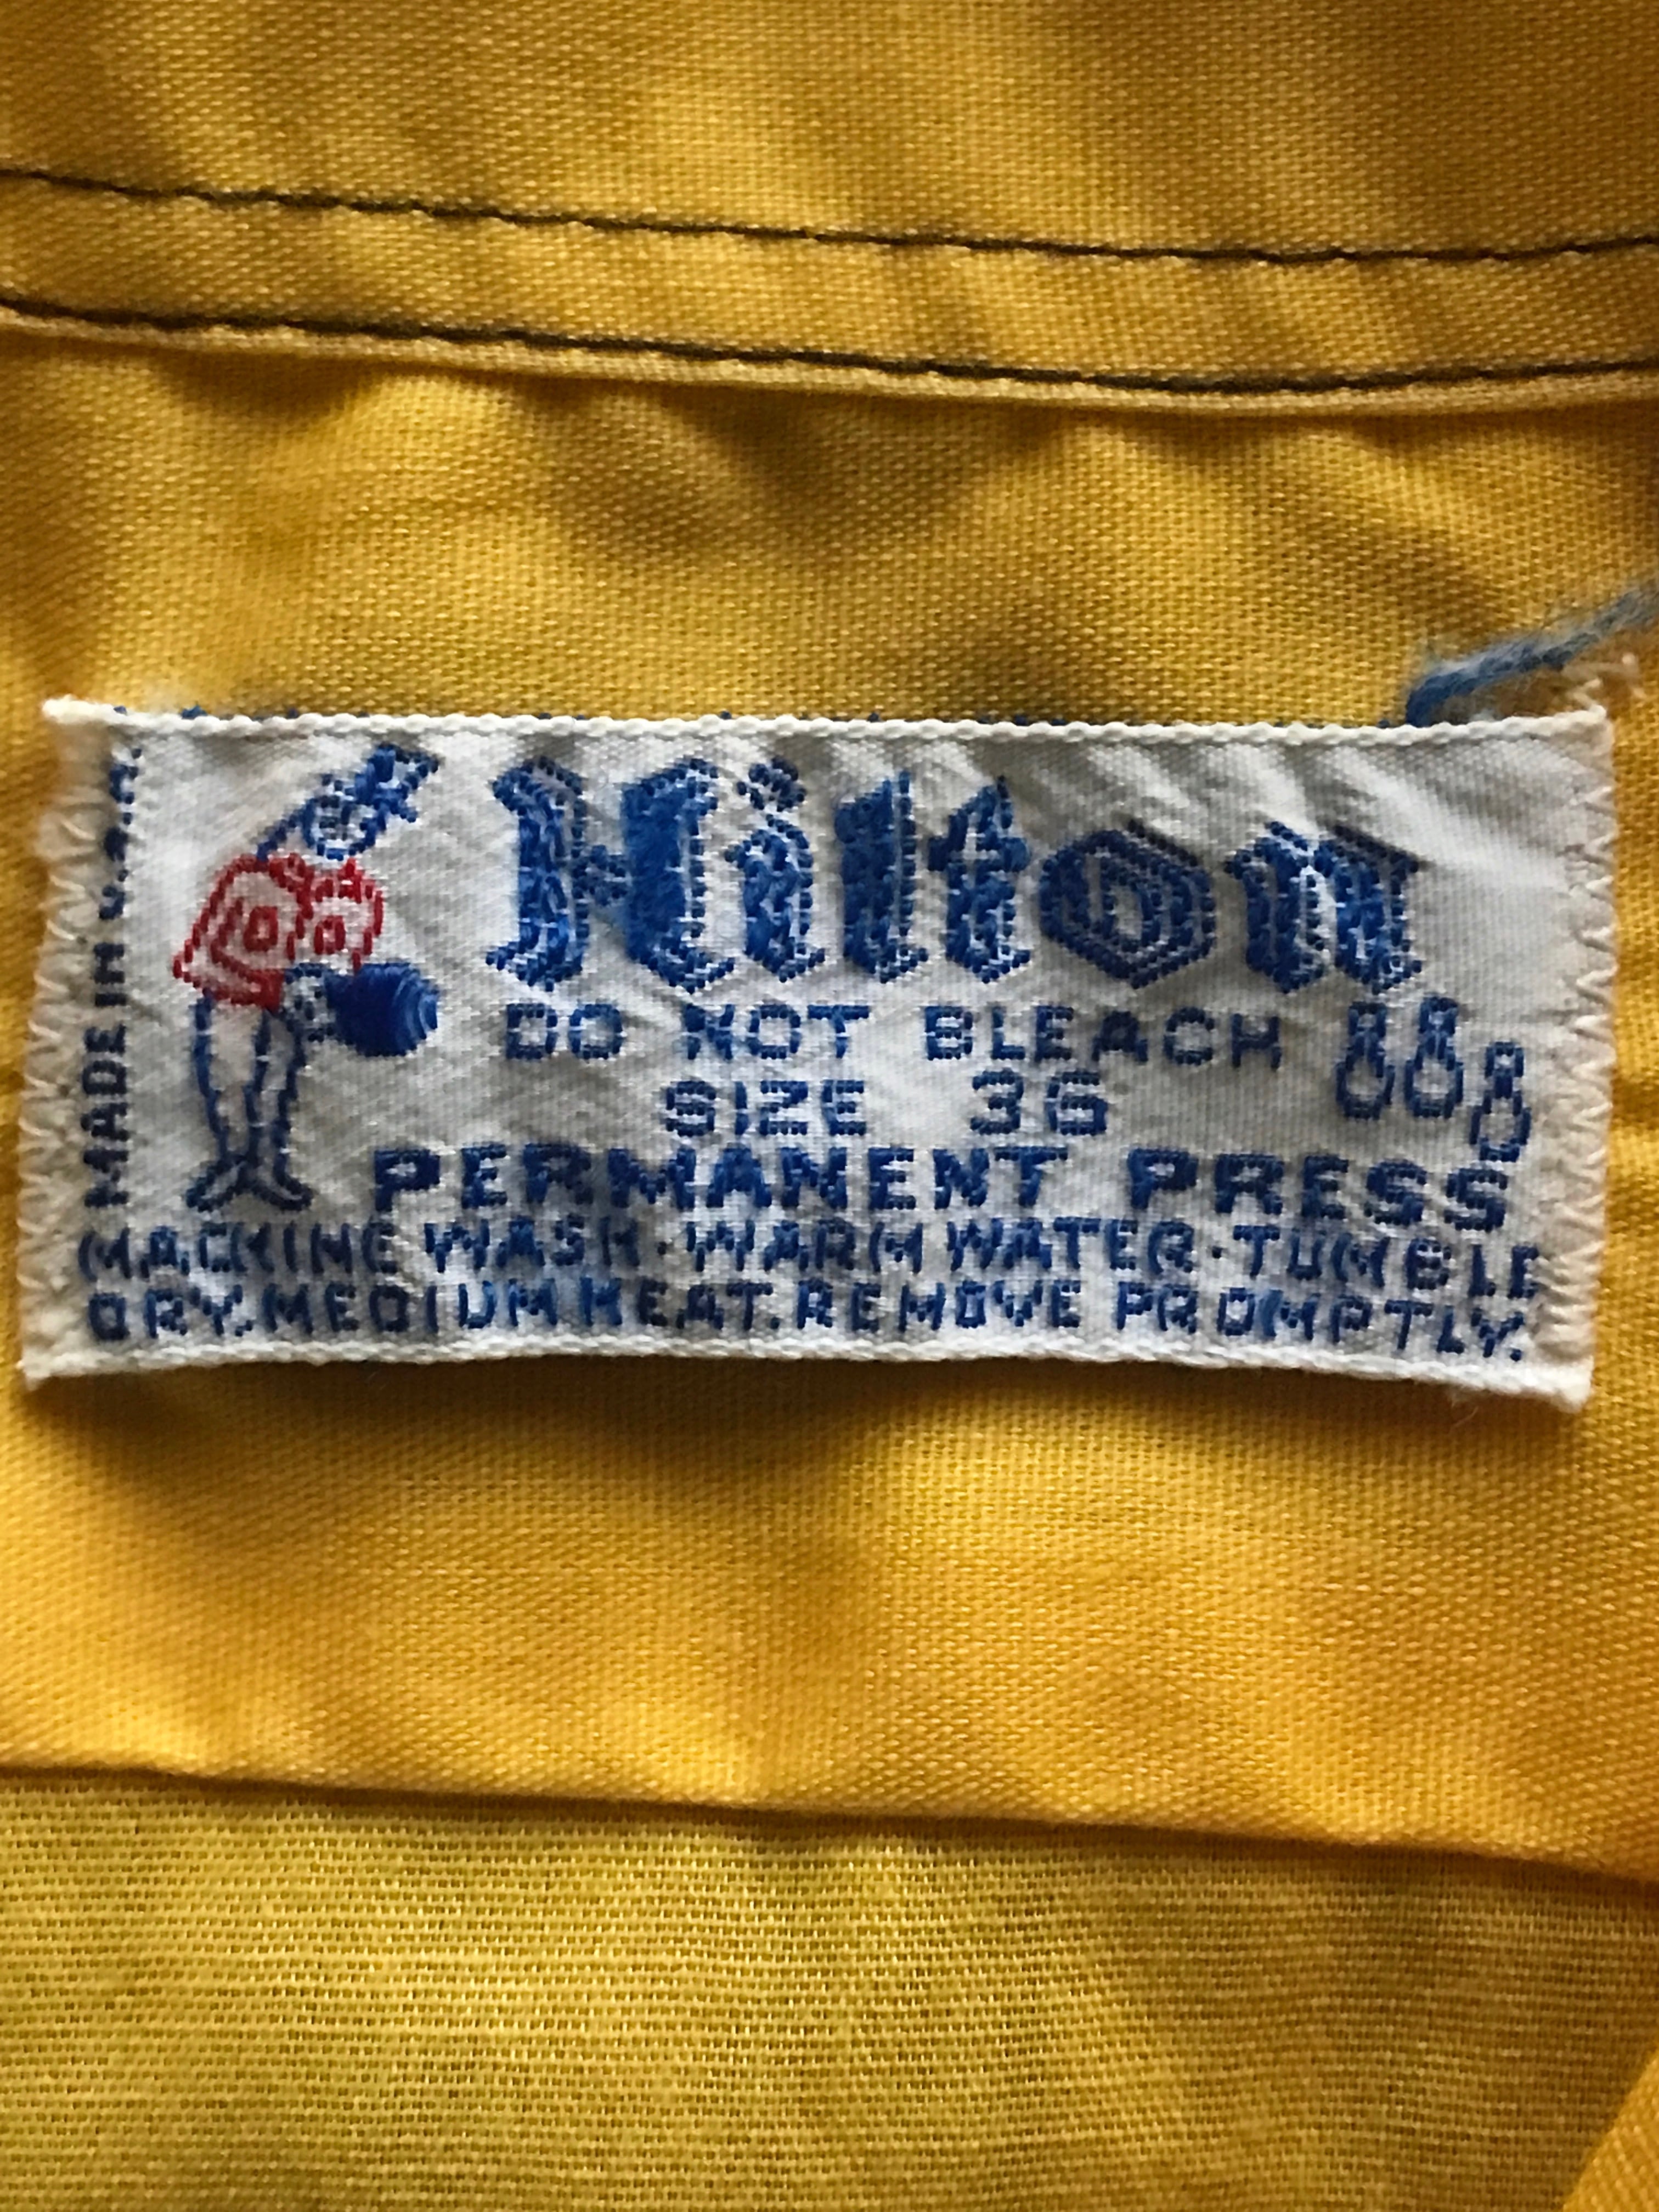 MADE IN U.S.A.
Hilton
DO NOT BLEACH
SIZE 36
PERMANENT PRESS
MACHINE WASH·WARM WATER·TUMBLE
DRY.MEDIUM HEAT.REMOVE PROMPTLY.